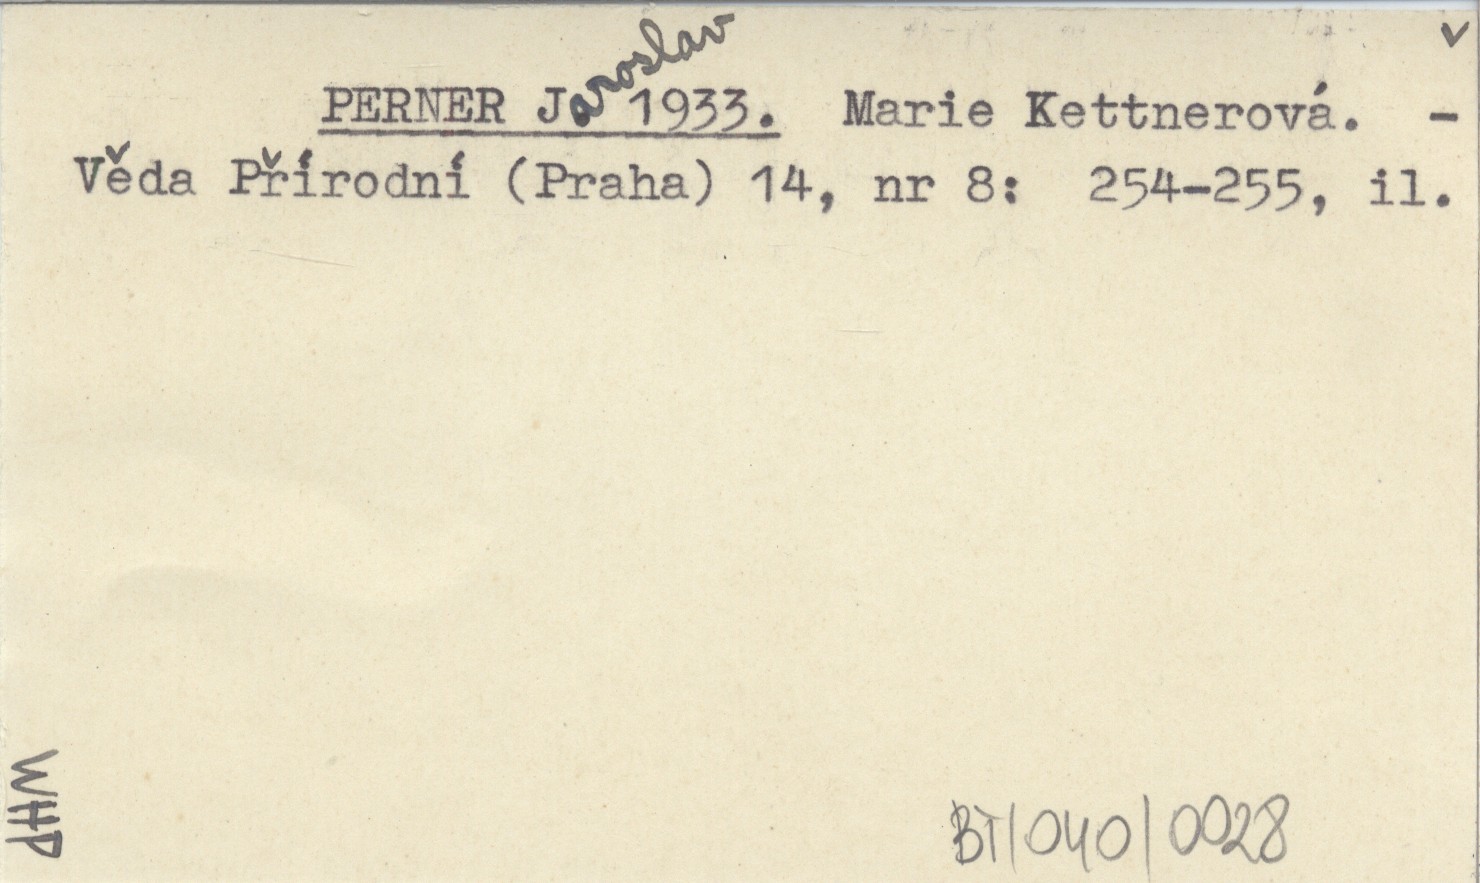 PERNER Jaroslav 1933. Marie Kettnerová. -
Věda Přírodní (Praha) 14, nr 8: 254-255, il.
WHP
BT/040/0028